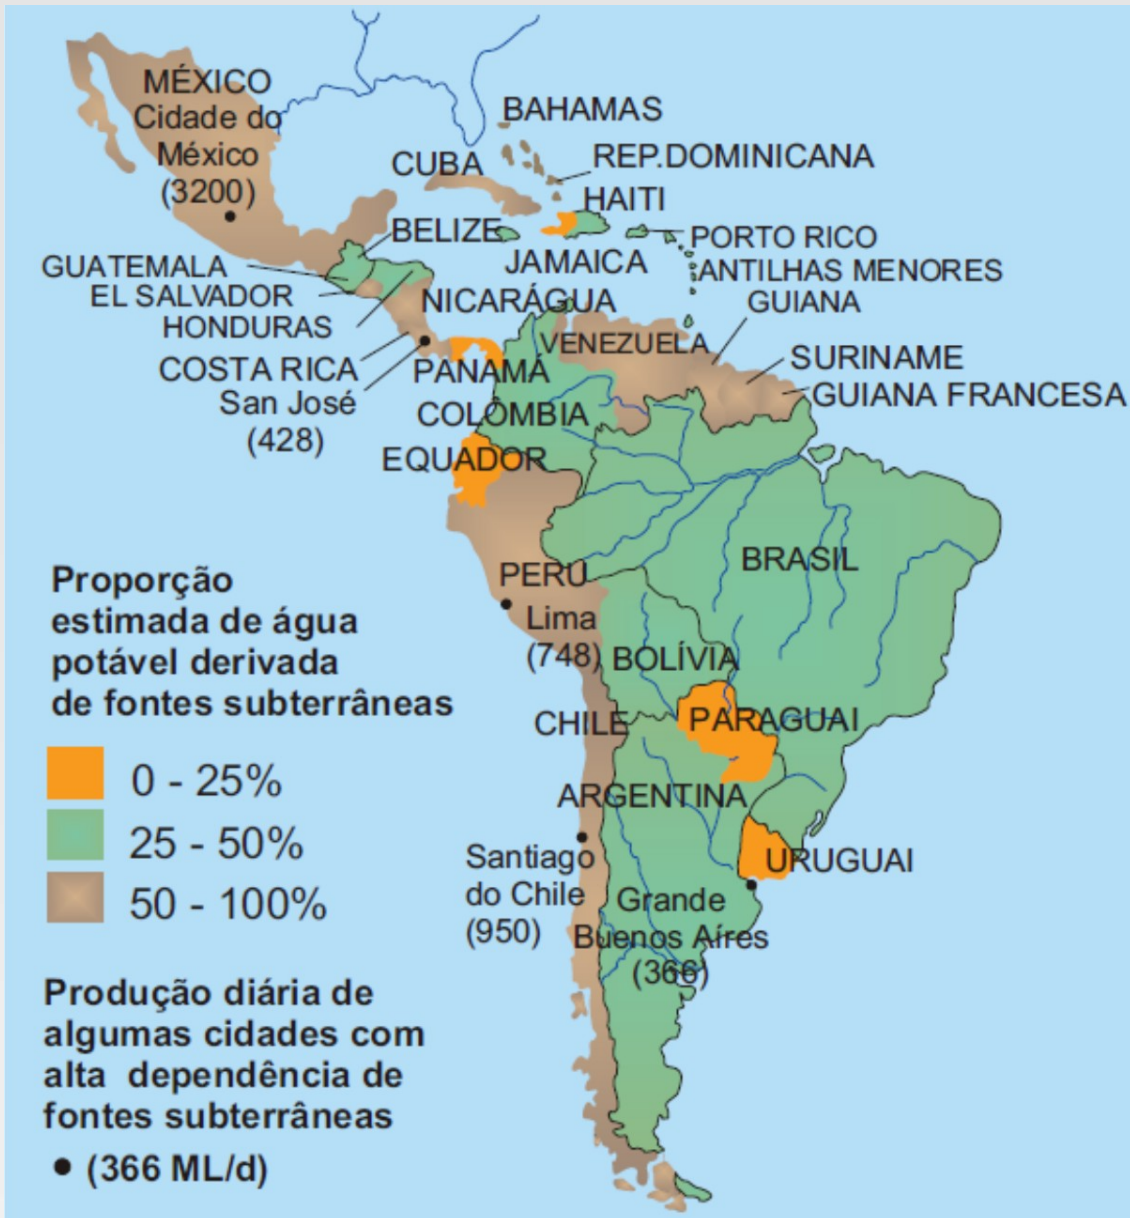 MÉXICO
Cidade do
México
(3200)
BAHAMAS
CUBA
REP.DOMINICANA
HAITI
BELIZE
PORTO RICO
GUATEMALA
JAMAICA
ANTILHAS MENORES
EL SALVADOR
NICARÁGUA
GUIANA
HONDURAS
VENEZUELA
COSTA RICA
PANAMÁ
SURINAME
San José
(428)
COLÔMBIA
GUIANA FRANCESA
EQUADOR
BRASIL
PERU
Lima
(748)
BOLÍVIA
CHILE
PARAGUAI
ARGENTINA
Santiago
do Chile
(950)
URUGUAI
Grande
Buenos Aíres
(366)
Proporção
estimada de água
potável derivada
de fontes subterrâneas
0 - 25%
25 - 50%
50 - 100%
Produção diária de
algumas cidades com
alta dependência de
fontes subterrâneas
• (366 ML/d)